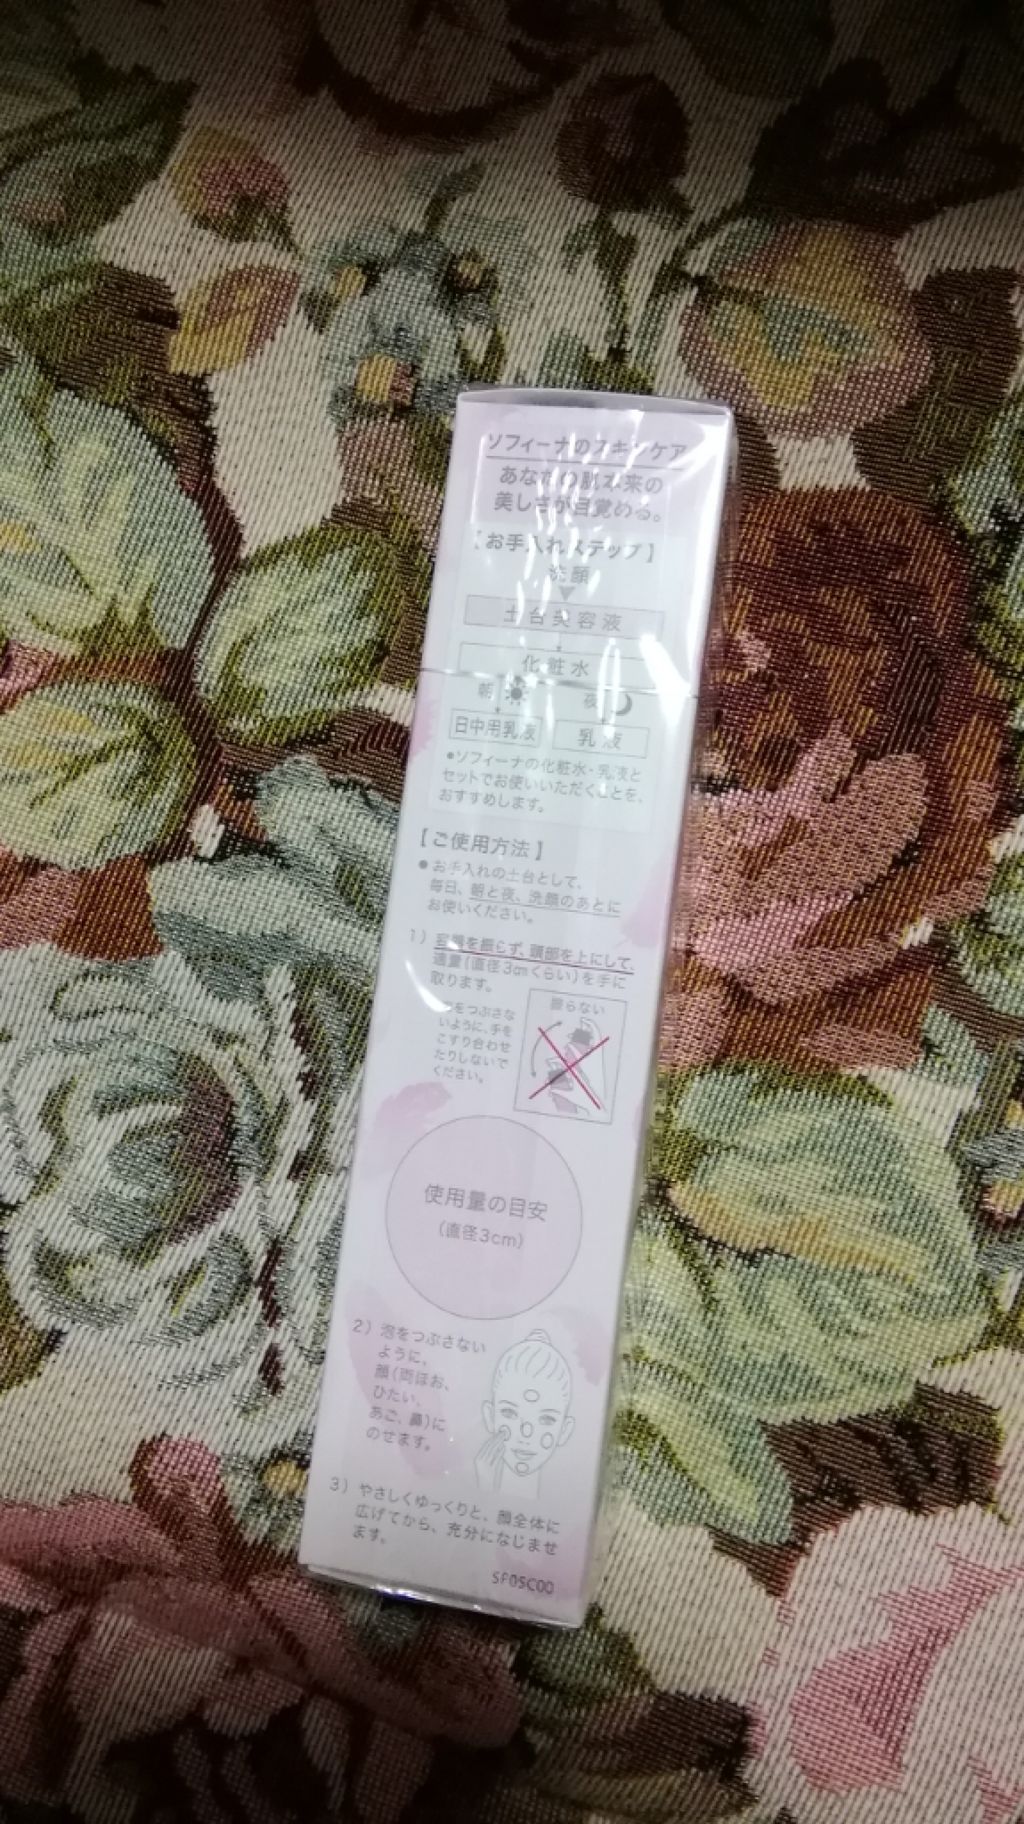 ソフィーナのスキンケア
あなたの肌本来の
美しさが目覚める。
【お手入れステップ】
洗顔
土台美容液
化粧水
朝 夜
日中用乳液 乳液
●ソフィーナの化粧水・乳液と
セットでお使いいただくことを、
おすすめします。
【ご使用方法】
●お手入れの土台として、
毎日、朝と夜、洗顔のあとに
お使いください。
1）容器を振らず、頭部を上にして、
適量(直径3cmくらい)を手に
取ります。
をつぶさな
いように、手を
こすり合わせ
たりしないで
ください。
振らない
使用量の目安
(直径3cm)
2）泡をつぶさない
ように、
顔(両ほお、
ひたい、
あご、鼻)に
のせます。
3）やさしくゆっくりと、顔全体に
広げてから、充分になじませ
ます。
SF05C00